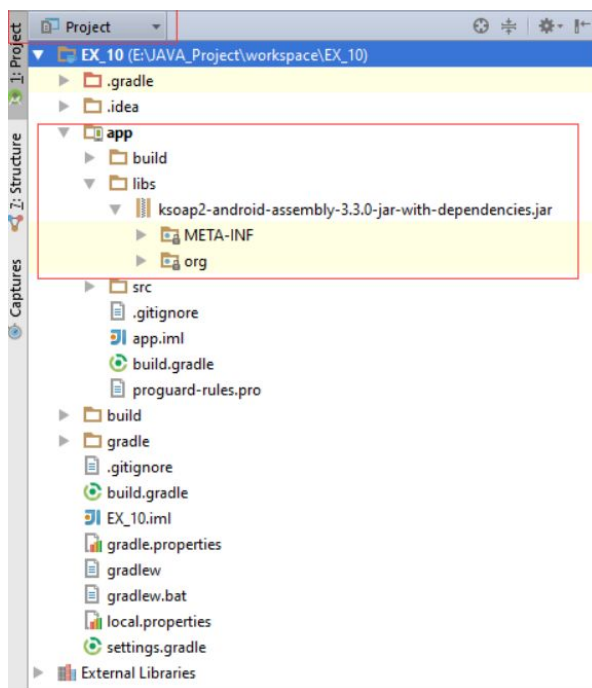 Project
EX_10 (E:\JAVA_Project\workspace\EX_10)
.gradle
.idea
app
build
libs
ksoap2-android-assembly-3.3.0-jar-with-dependencies.jar
META-INF
org
src
.gitignore
app.iml
build.gradle
proguard-rules.pro
build
gradle
.gitignore
build.gradle
EX_10.iml
gradle.properties
gradlew
gradlew.bat
local.properties
settings.gradle
External Libraries
1: Project
7: Structure
Captures